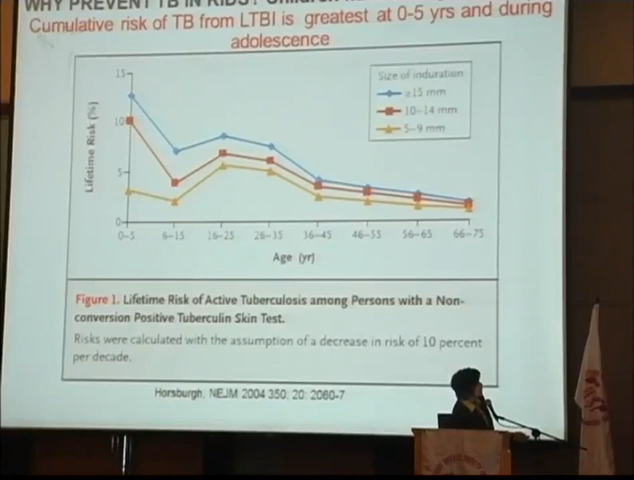 WHY PREVENT TB IN KIDS?
Cumulative risk of TB from LTBI is greatest at 0-5 yrs and during
adolescence
15
10
5
0
Lifetime Risk (%)
Size of induration
≥15 mm
10–14 mm
5–9 mm
0–5 6–15 16–25 26–35 36–45 46–55 56–65 66–75
Age (yr)
Figure 1. Lifetime Risk of Active Tuberculosis among Persons with a Non-
conversion Positive Tuberculin Skin Test.
Risks were calculated with the assumption of a decrease in risk of 10 percent
per decade.
Horsburgh, NEJM 2004 350; 20: 2060-7